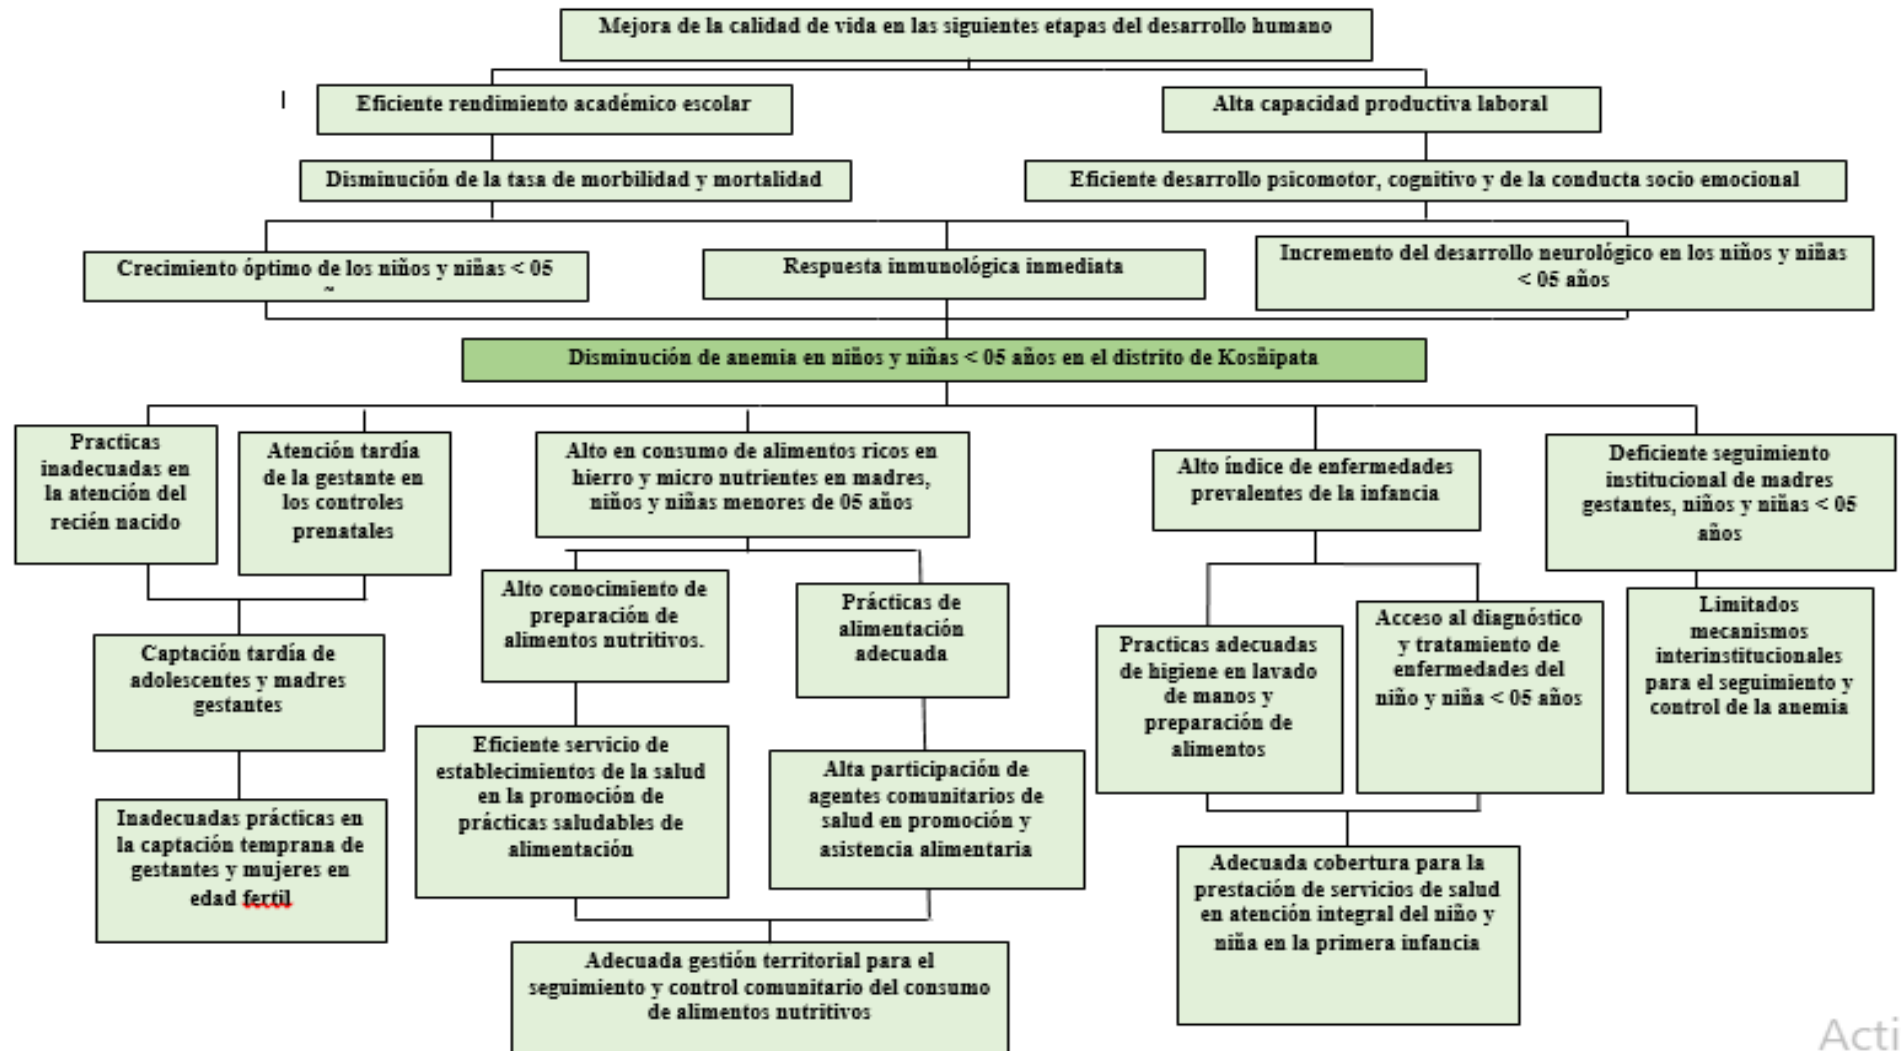 Mejora de la calidad de vida en las siguientes etapas del desarrollo humano
Eficiente rendimiento académico escolar
Alta capacidad productiva laboral
Disminución de la tasa de morbilidad y mortalidad
Eficiente desarrollo psicomotor, cognitivo y de la conducta socio emocional
Crecimiento óptimo de los niños y niñas < 05
Respuesta inmunológica inmediata
Incremento del desarrollo neurológico en los niños y niñas
< 05 años
Disminución de anemia en niños y niñas < 05 años en el distrito de Kosñipata
Practicas
inadecuadas en
la atención del
recién nacido
Atención tardía
de la gestante en
los controles
prenatales
Alto en consumo de alimentos ricos en
hierro y micro nutrientes en madres,
niños y niñas menores de 05 años
Alto índice de enfermedades
prevalentes de la infancia
Deficiente seguimiento
institucional de madres
gestantes, niños y niñas < 05
años
Captación tardía de
adolescentes y madres
gestantes
Alto conocimiento de
preparación de
alimentos nutritivos.
Prácticas de
alimentación
adecuada
Practicas adecuadas
de higiene en lavado
de manos y
preparación de
alimentos
Acceso al diagnóstico
y tratamiento de
enfermedades del
niño y niña < 05 años
Limitados
mecanismos
interinstitucionales
para el seguimiento y
control de la anemia
Inadecuadas prácticas en
la captación temprana de
gestantes y mujeres en
edad fertil
Eficiente servicio de
establecimientos de la salud
en la promoción de
prácticas saludables de
alimentación
Alta participación de
agentes comunitarios de
salud en promoción y
asistencia alimentaria
Adecuada cobertura para la
prestación de servicios de salud
en atención integral del niño y
niña en la primera infancia
Adecuada gestión territorial para el
seguimiento y control comunitario del consumo
de alimentos nutritivos
Acti